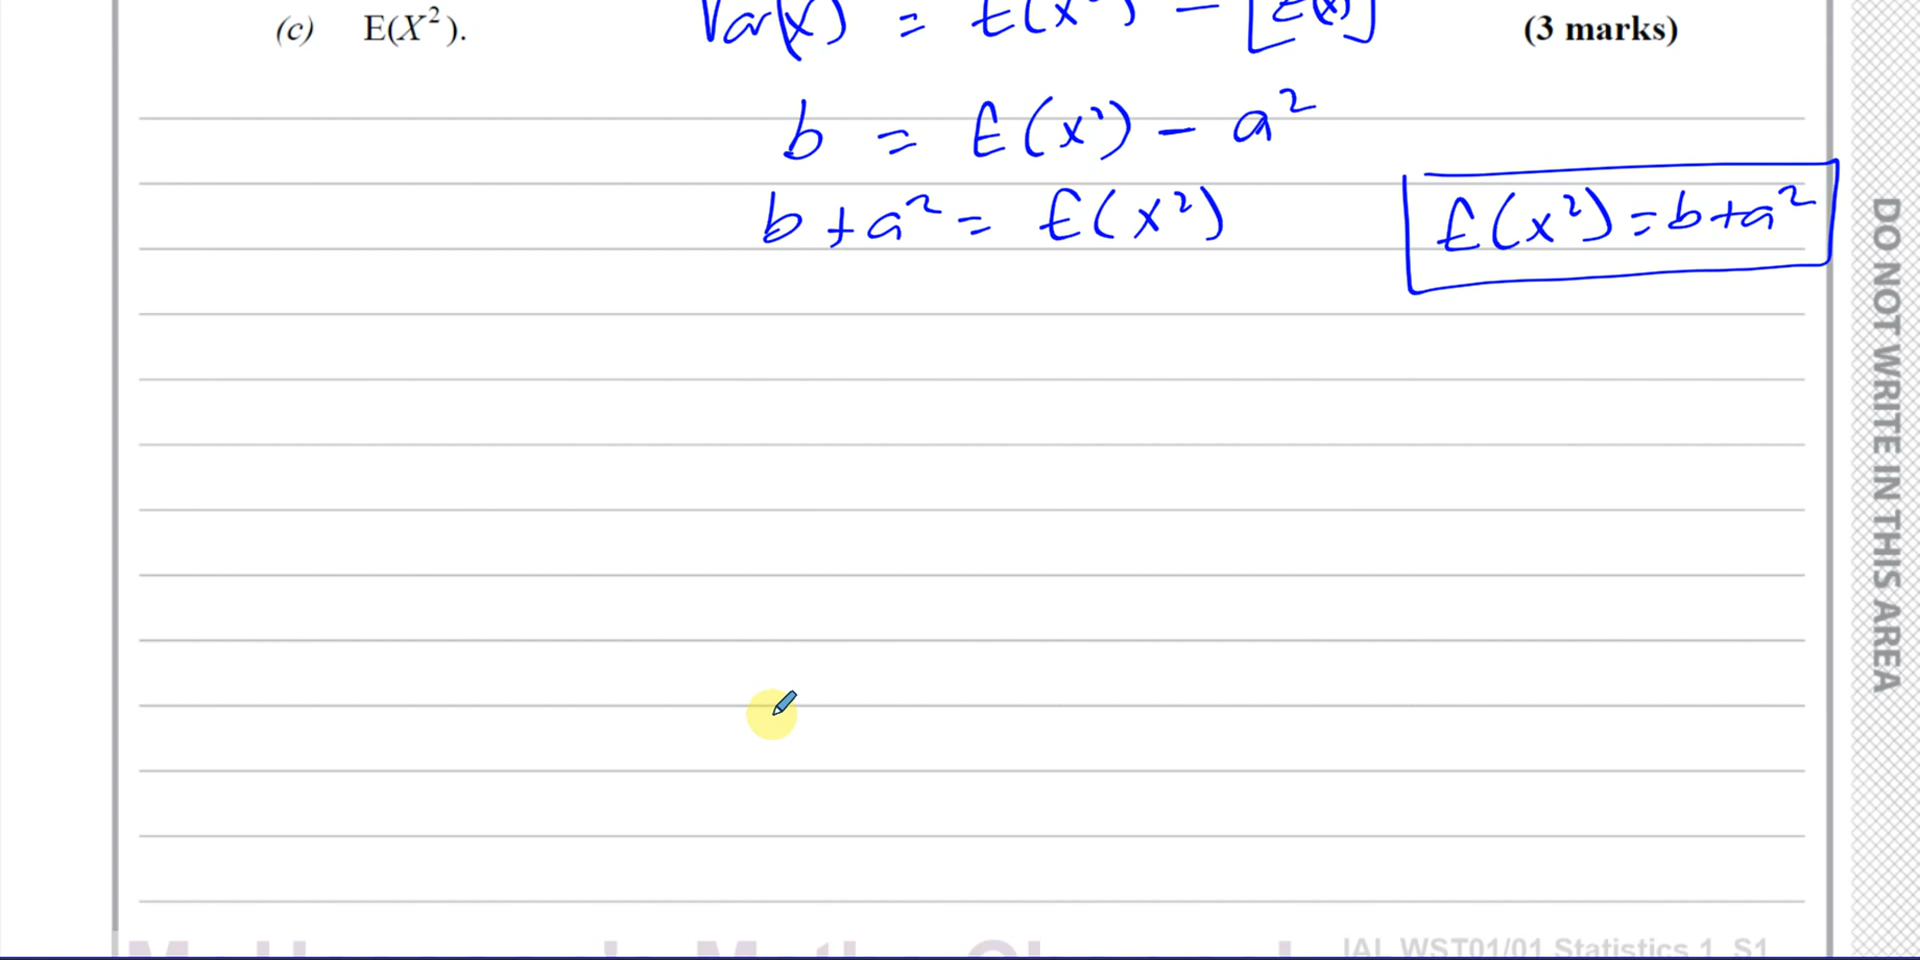 (c) E(X²). Var(X) = E(X²) - [E(X)] (3 marks)
b = E(X²) - a²
b + a² = E(X²)
E(X²) = b + a²
DO NOT WRITE IN THIS AREA
IAL WST01/01 Statistics 1 S1